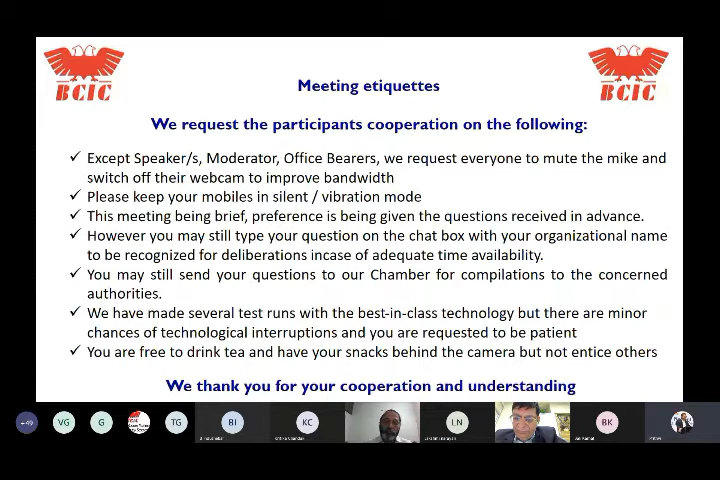 BCIC
BCIC
Meeting etiquettes
We request the participants cooperation on the following:
✓ Except Speaker/s, Moderator, Office Bearers, we request everyone to mute the mike and
switch off their webcam to improve bandwidth
✓ Please keep your mobiles in silent / vibration mode
✓ This meeting being brief, preference is being given the questions received in advance.
✓ However you may still type your question on the chat box with your organizational name
to be recognized for deliberations incase of adequate time availability.
✓ You may still send your questions to our Chamber for compilations to the concerned
authorities.
✓ We have made several test runs with the best-in-class technology but there are minor
chances of technological interruptions and you are requested to be patient
✓ You are free to drink tea and have your snacks behind the camera but not entice others
We thank you for your cooperation and understanding
+49
VG
G
TG
BI
KC
LN
BK